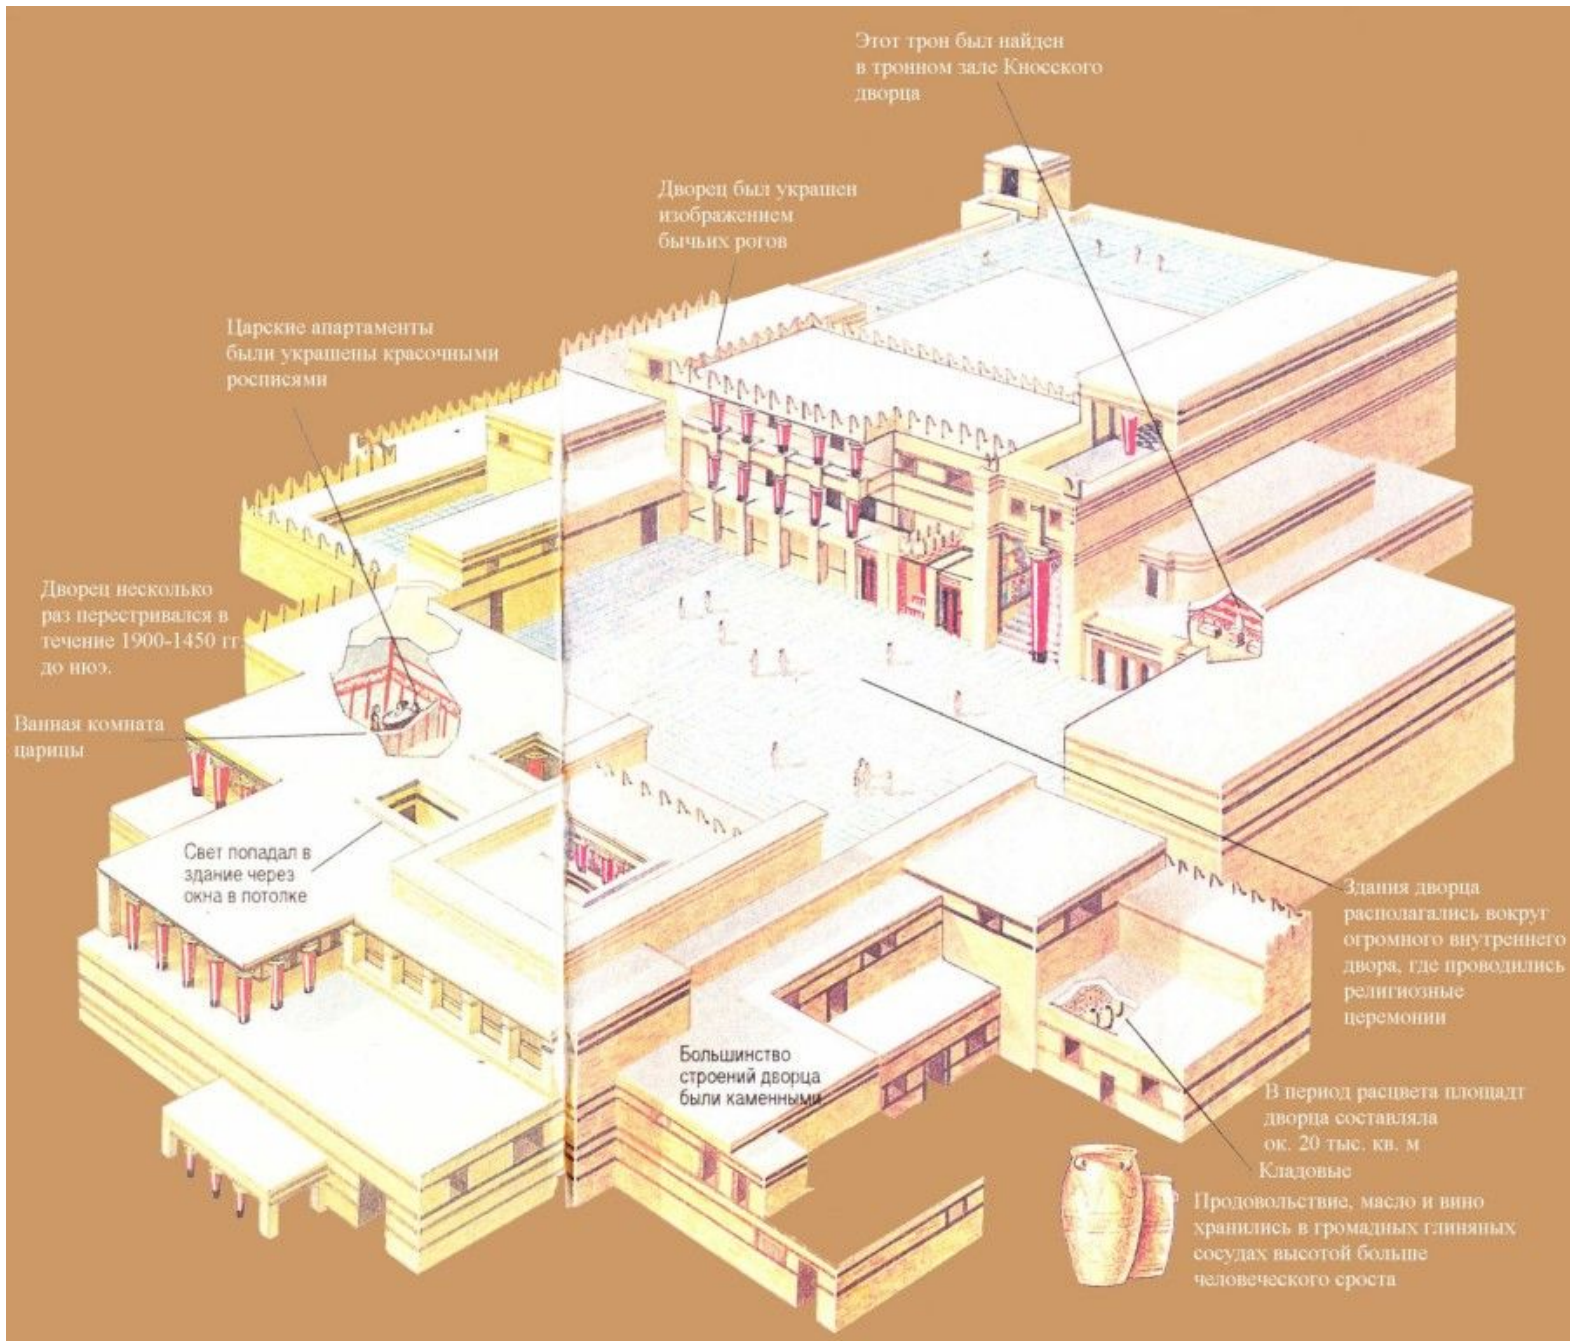 Этот трон был найден
в тронном зале Кносского
дворца
Дворец был украшен
изображением
бычьих рогов
Царские апартаменты
были украшены красочными
росписями
Дворец несколько
раз перестривался в
течение 1900-1450 гг.
до нюэ.
Ванная комната
царицы
Свет попадал в
здание через
окна в потолке
Большинство
строений дворца
были каменными
Здания дворца
располагались вокруг
огромного внутреннего
двора, где проводились
религиозные
церемонии
В период расцвета площадт
дворца составляла
ок. 20 тыс. кв. м
Кладовые
Продовольствие, масло и вино
хранились в громадных глиняных
сосудах высотой больше
человеческого сроста